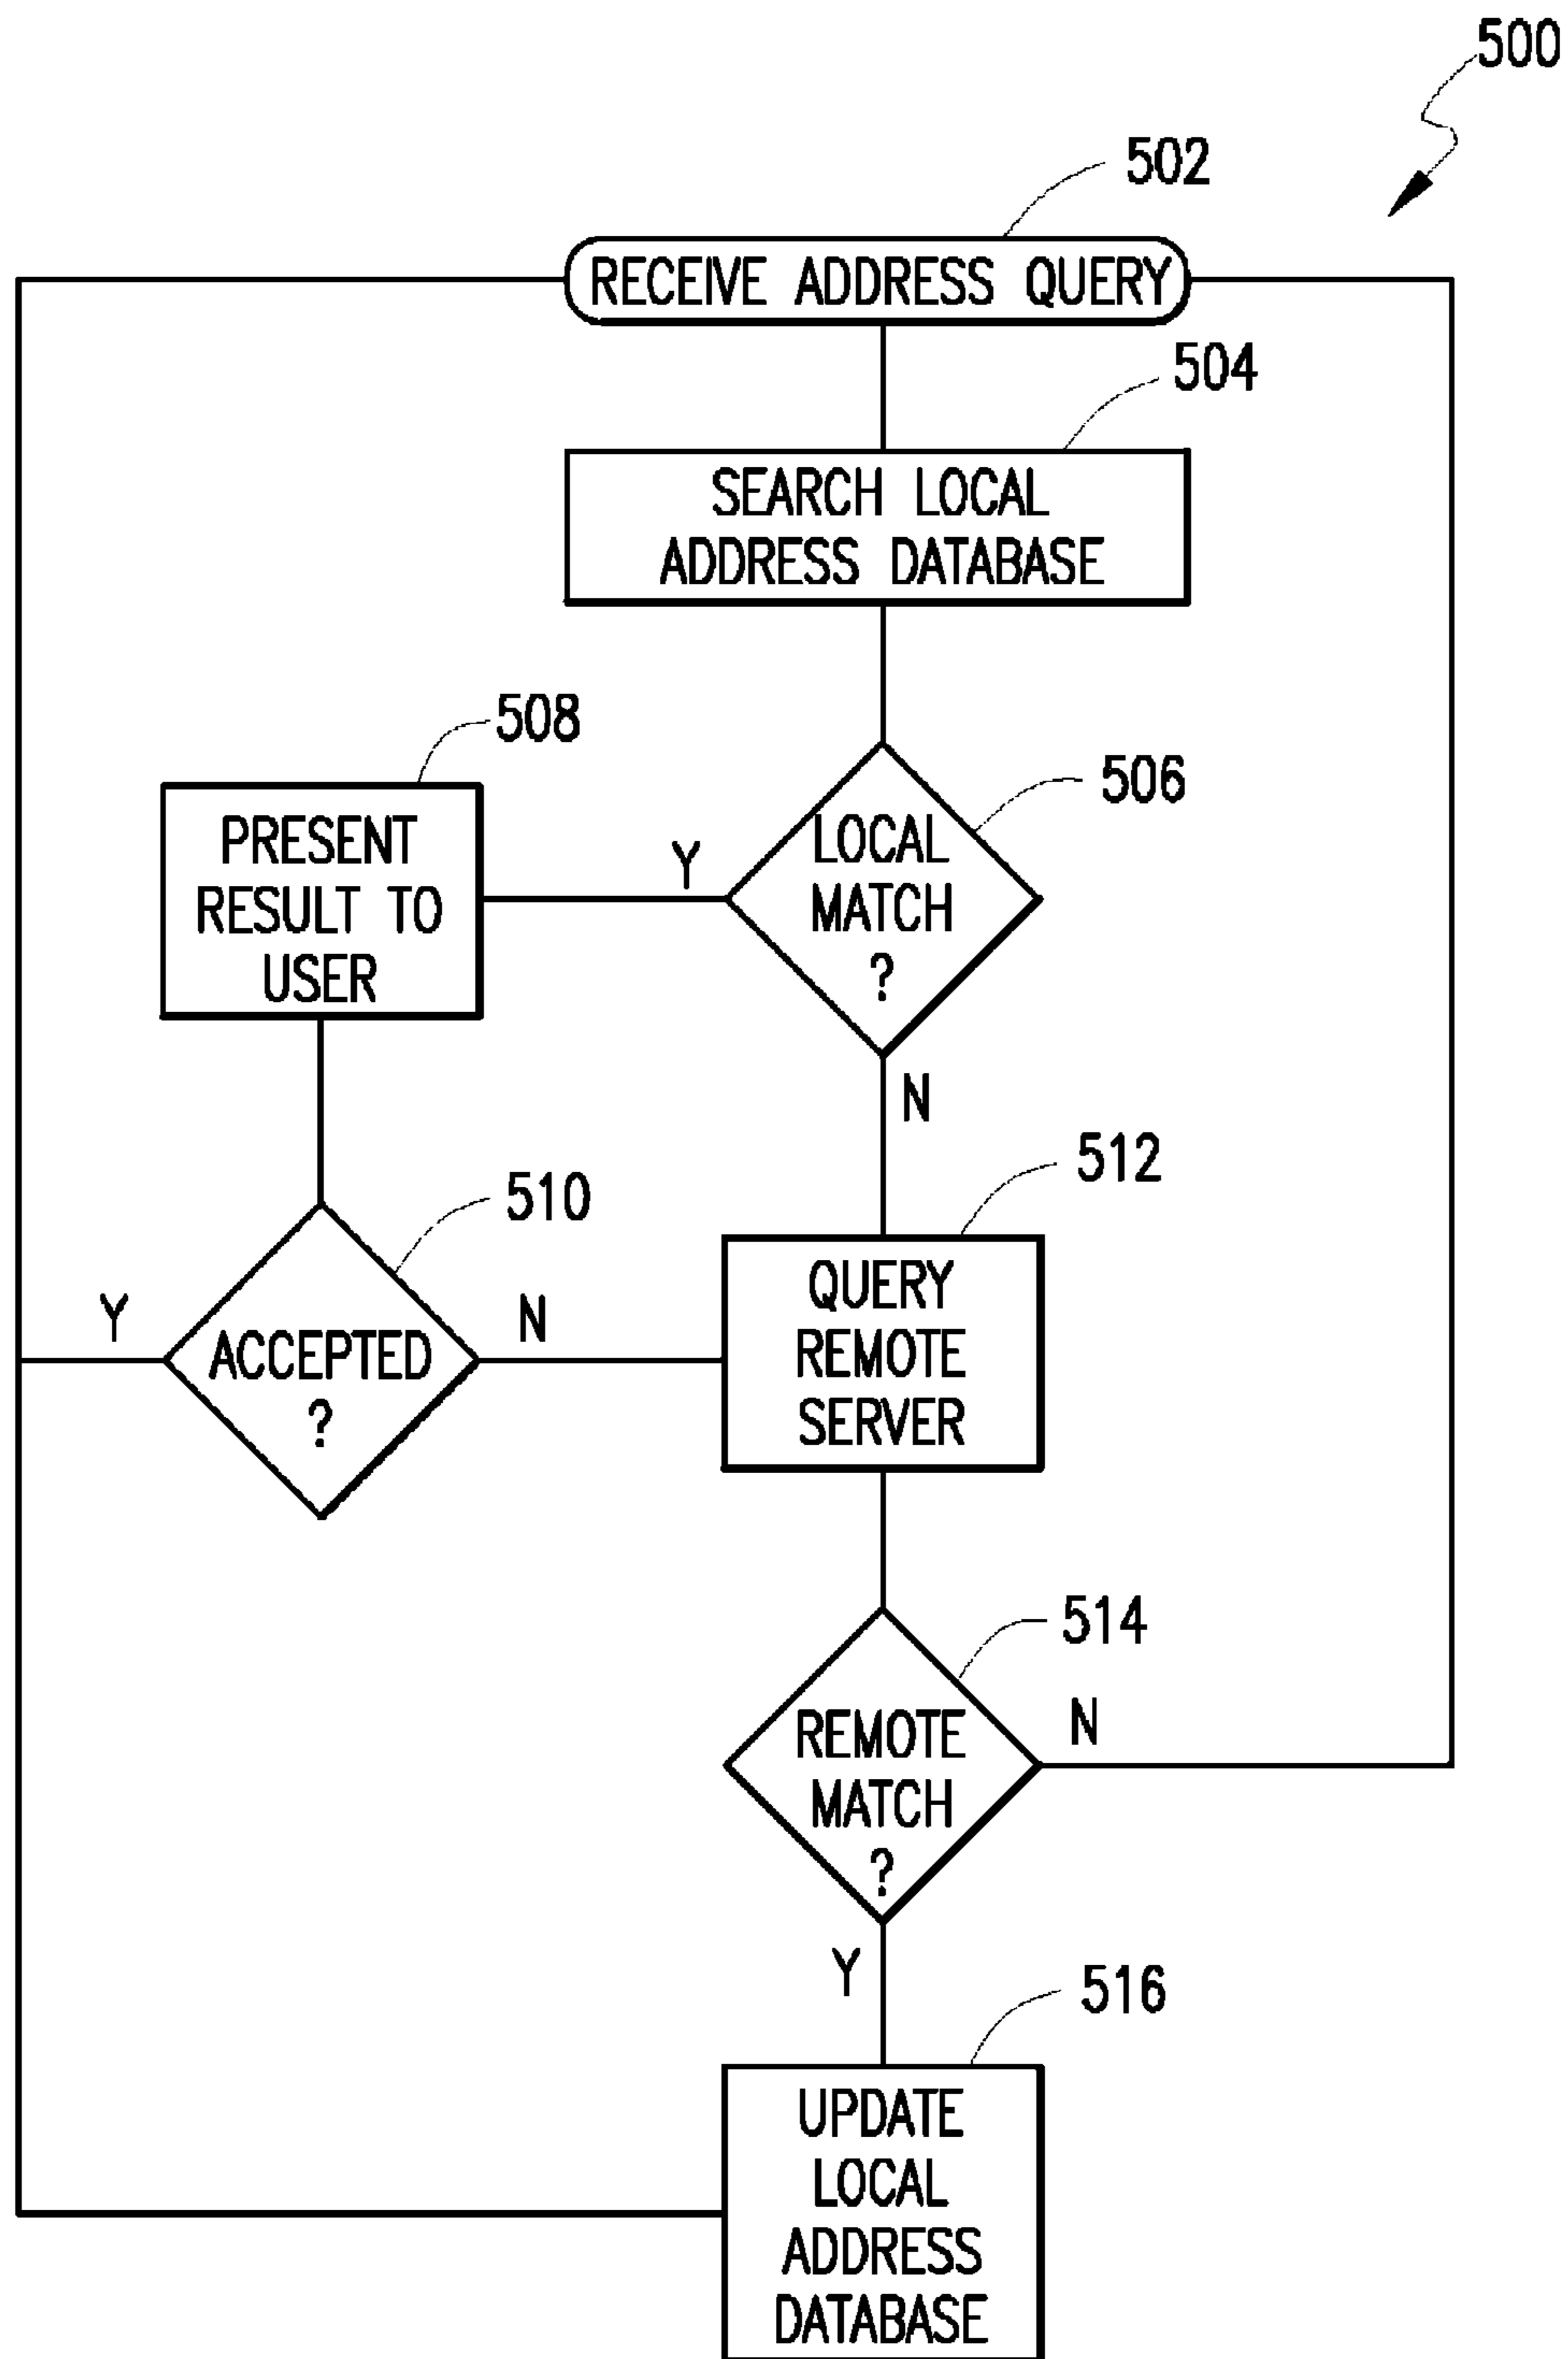 500
502
RECEIVE ADDRESS QUERY
504
SEARCH LOCAL
ADDRESS DATABASE
508
PRESENT
RESULT TO
USER
Y
506
LOCAL
MATCH
?
N
510
Y
ACCEPTED
?
N
512
QUERY
REMOTE
SERVER
514
REMOTE
MATCH
?
N
Y
516
UPDATE
LOCAL
ADDRESS
DATABASE